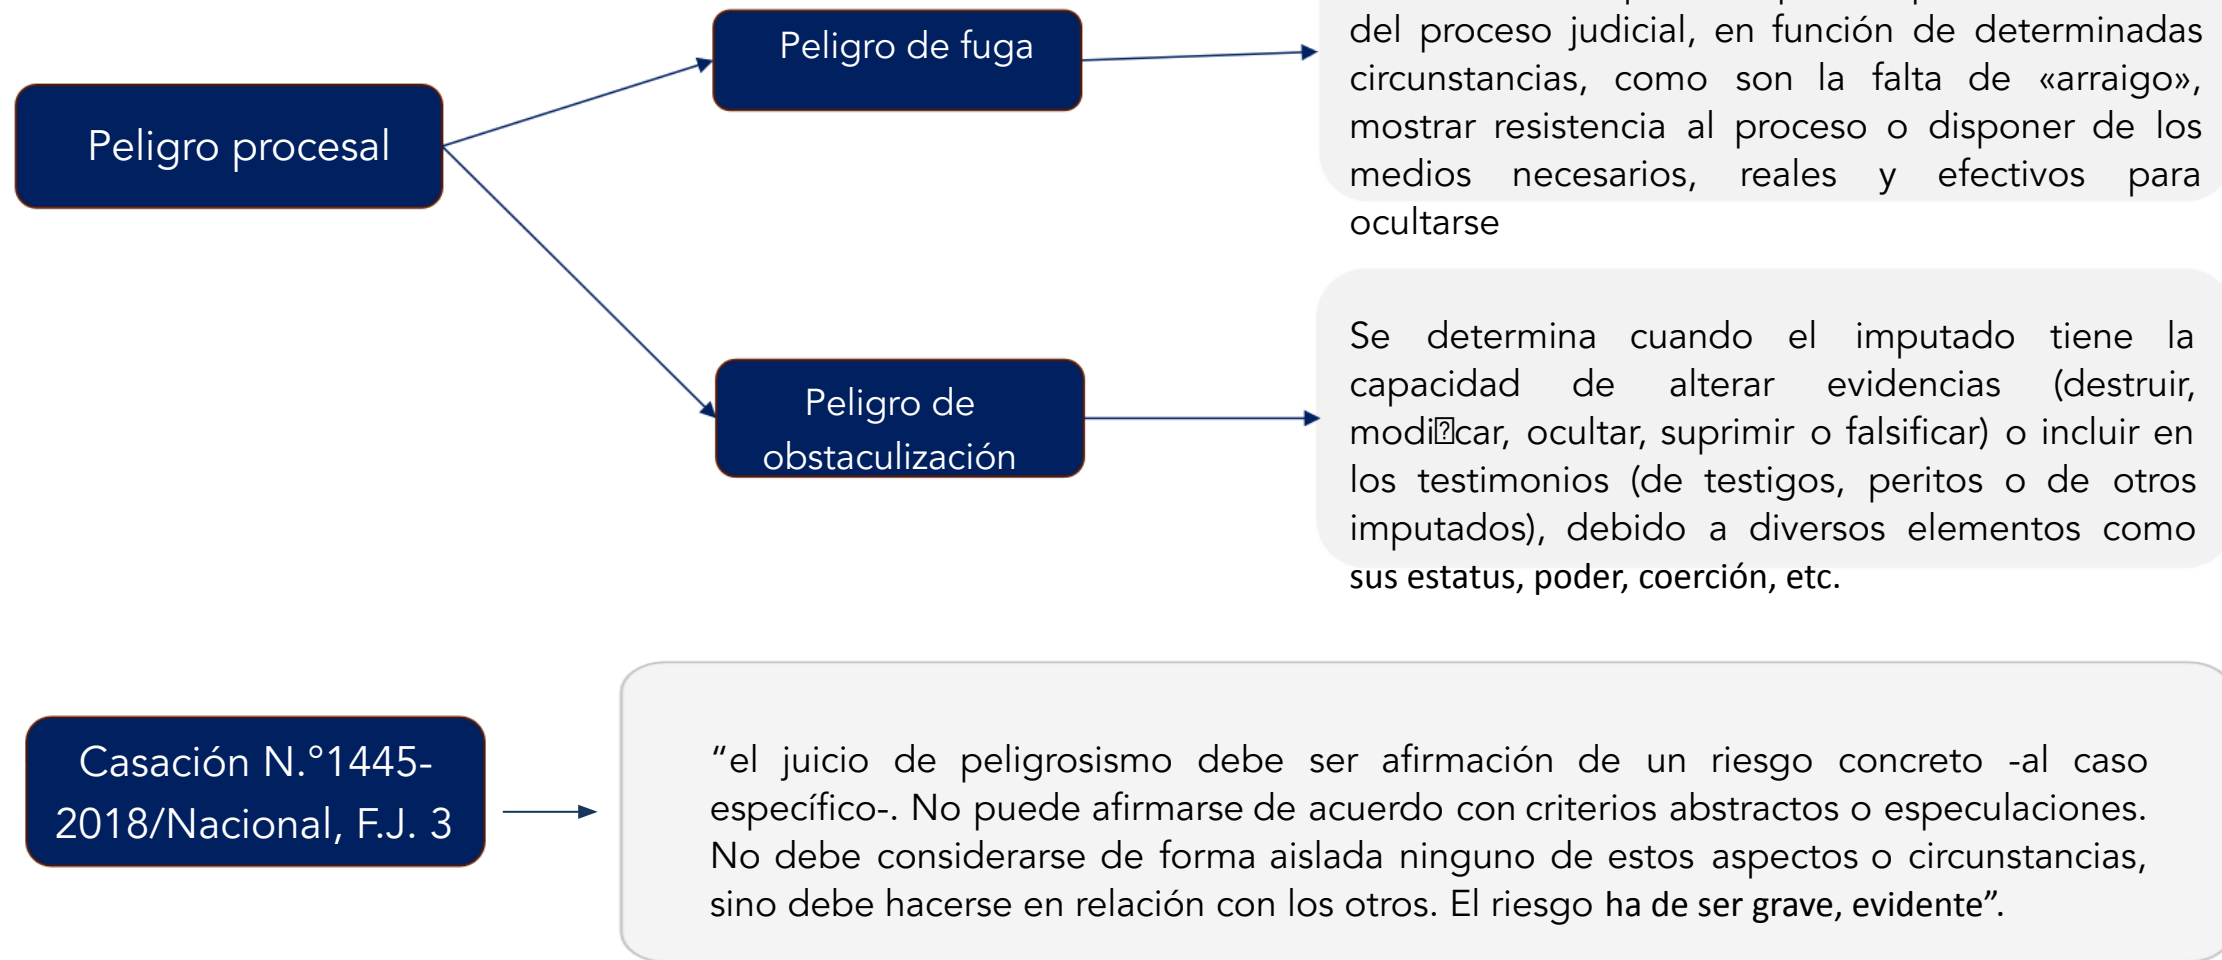 Peligro procesal
Peligro de fuga
del proceso judicial, en función de determinadas
circunstancias, como son la falta de «arraigo»,
mostrar resistencia al proceso o disponer de los
medios necesarios, reales y efectivos para
ocultarse
Peligro de
obstaculización
Se determina cuando el imputado tiene la
capacidad de alterar evidencias (destruir,
modi⍰car, ocultar, suprimir o falsificar) o incluir en
los testimonios (de testigos, peritos o de otros
imputados), debido a diversos elementos como
sus estatus, poder, coerción, etc.
Casación N.°1445-
2018/Nacional, F.J. 3
“el juicio de peligrosismo debe ser afirmación de un riesgo concreto -al caso
específico-. No puede afirmarse de acuerdo con criterios abstractos o especulaciones.
No debe considerarse de forma aislada ninguno de estos aspectos o circunstancias,
sino debe hacerse en relación con los otros. El riesgo ha de ser grave, evidente”.